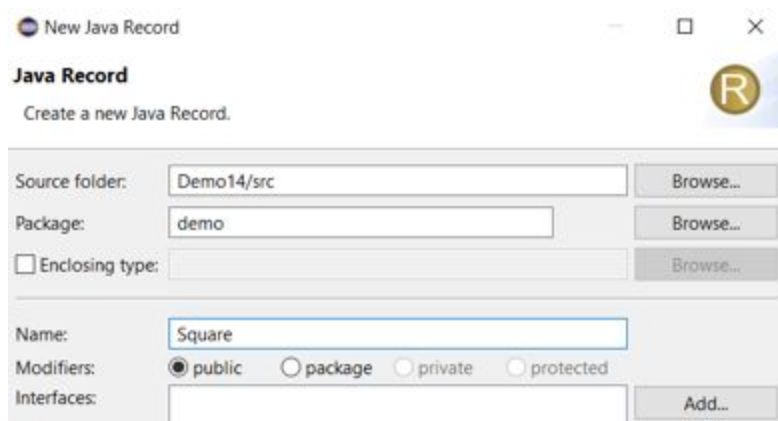 New Java Record
Java Record
R
Create a new Java Record.
Source folder: Demo14/src Browse...
Package: demo Browse...
Enclosing type: Browse...
Name: Square
Modifiers: public package private protected
Interfaces: Add...